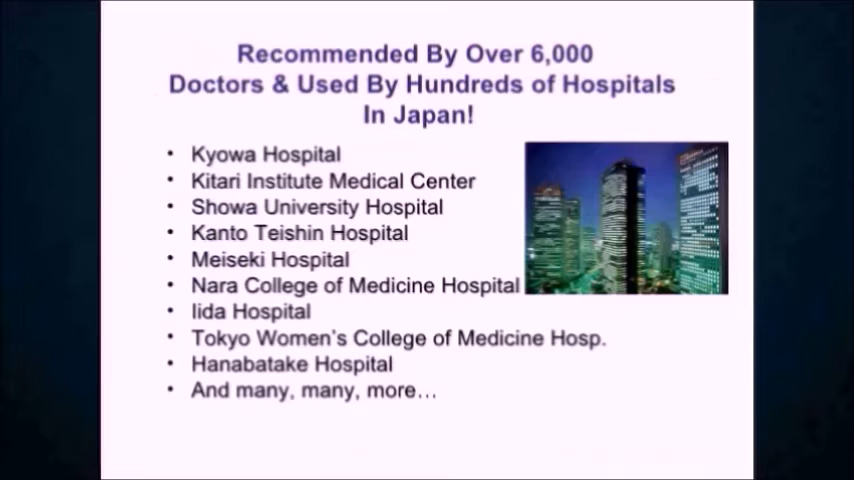 Recommended By Over 6,000
Doctors & Used By Hundreds of Hospitals
In Japan!
• Kyowa Hospital
• Kitari Institute Medical Center
• Showa University Hospital
• Kanto Teishin Hospital
• Meiseki Hospital
• Nara College of Medicine Hospital
• Iida Hospital
• Tokyo Women's College of Medicine Hosp.
• Hanabatake Hospital
• And many, many, more…